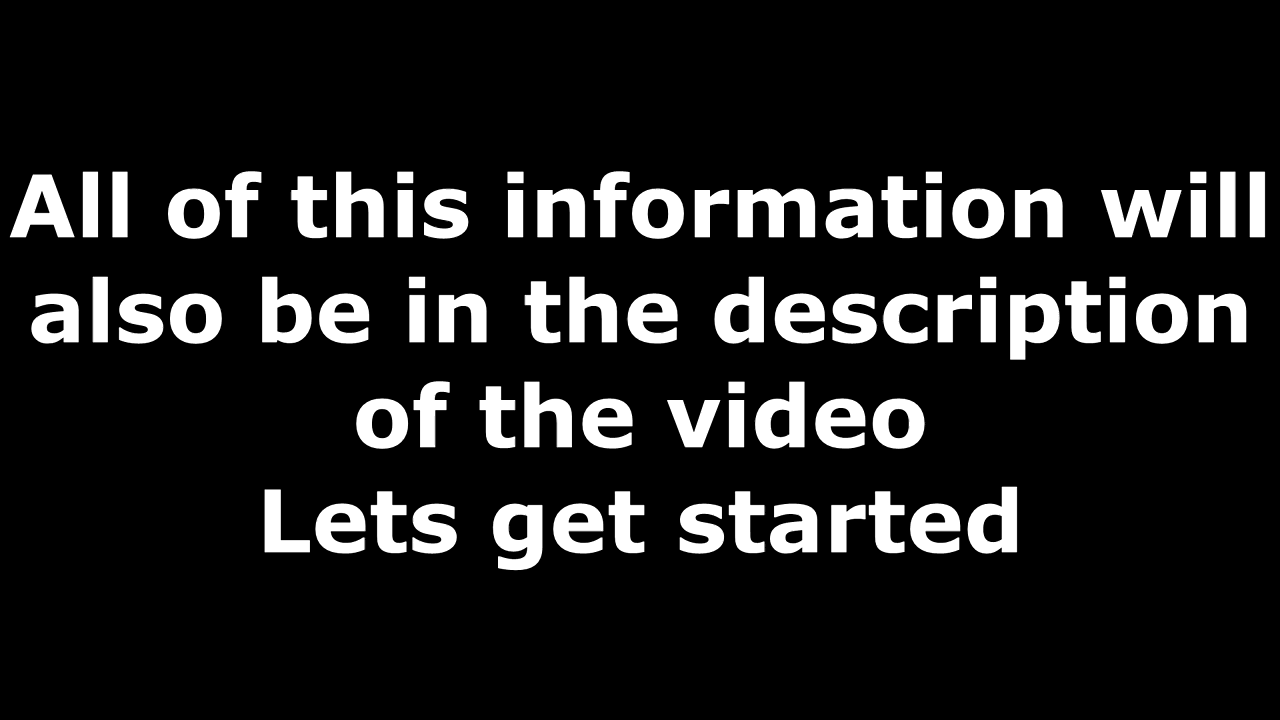 All of this information will
also be in the description
of the video
Lets get started